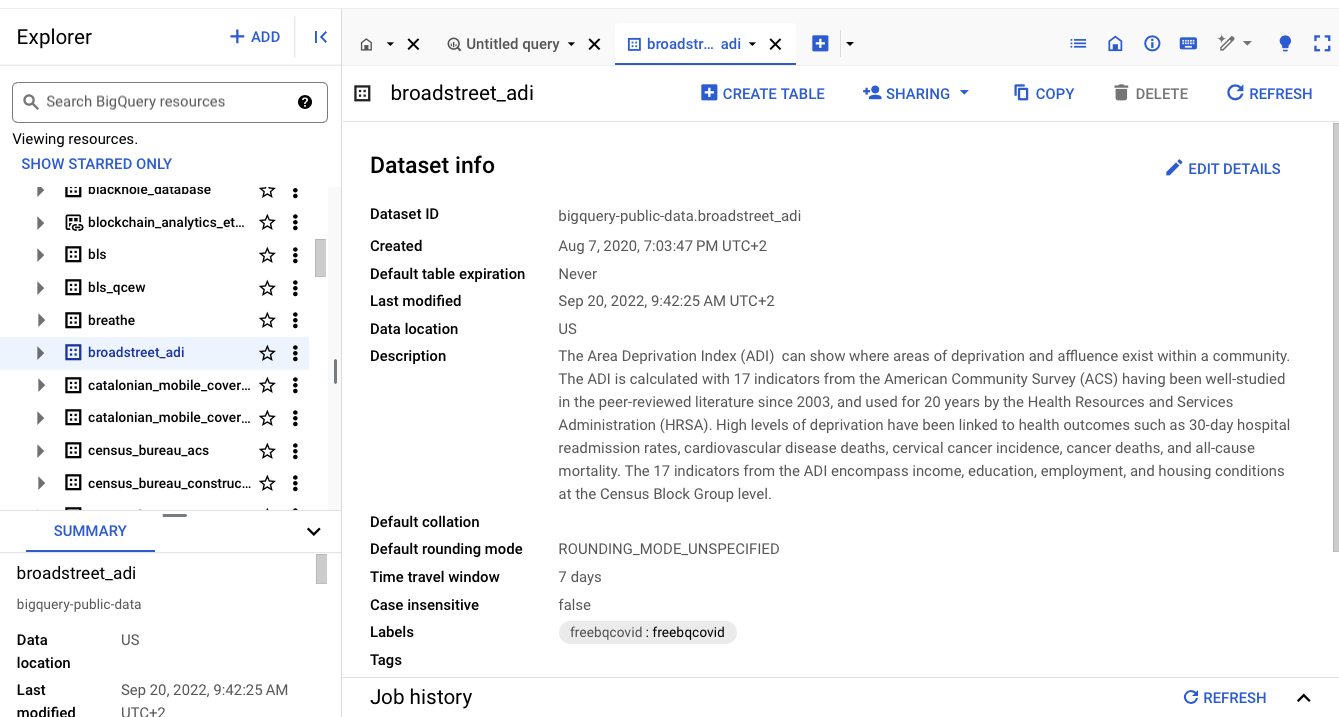 Explorer
+ ADD
Search BigQuery resources
Viewing resources.
SHOW STARRED ONLY
blackhole_database
blockchain_analytics_et...
bls
bls_qcew
breathe
broadstreet_adi
catalonian_mobile_cover...
catalonian_mobile_cover...
census_bureau_acs
census_bureau_construc...
SUMMARY
broadstreet_adi
bigquery-public-data
Data location US
Last modified Sep 20, 2022, 9:42:25 AM UTC+2
Untitled query
broadstr... adi
broadstreet_adi
CREATE TABLE
SHARING
COPY
DELETE
REFRESH
Dataset info
EDIT DETAILS
Dataset ID bigquery-public-data.broadstreet_adi
Created Aug 7, 2020, 7:03:47 PM UTC+2
Default table expiration Never
Last modified Sep 20, 2022, 9:42:25 AM UTC+2
Data location US
Description The Area Deprivation Index (ADI)  can show where areas of deprivation and affluence exist within a community.
The ADI is calculated with 17 indicators from the American Community Survey (ACS) having been well-studied
in the peer-reviewed literature since 2003, and used for 20 years by the Health Resources and Services
Administration (HRSA). High levels of deprivation have been linked to health outcomes such as 30-day hospital
readmission rates, cardiovascular disease deaths, cervical cancer incidence, cancer deaths, and all-cause
mortality. The 17 indicators from the ADI encompass income, education, employment, and housing conditions
at the Census Block Group level.
Default collation
Default rounding mode ROUNDING_MODE_UNSPECIFIED
Time travel window 7 days
Case insensitive false
Labels freebqcovid : freebqcovid
Tags
Job history
REFRESH